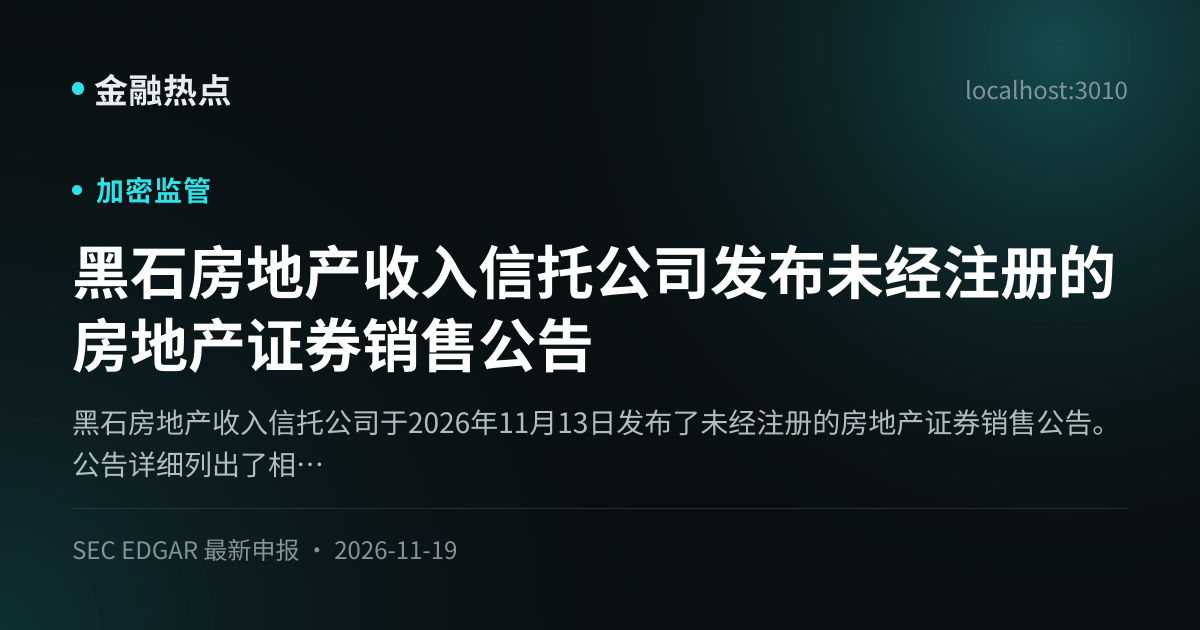 金融热点
localhost:3010
加密监管
黑石房地产收入信托公司发布未经注册的
房地产证券销售公告
黑石房地产收入信托公司于2026年11月13日发布了未经注册的房地产证券销售公告。
公告详细列出了相…
SEC EDGAR 最新申报 · 2026-11-19